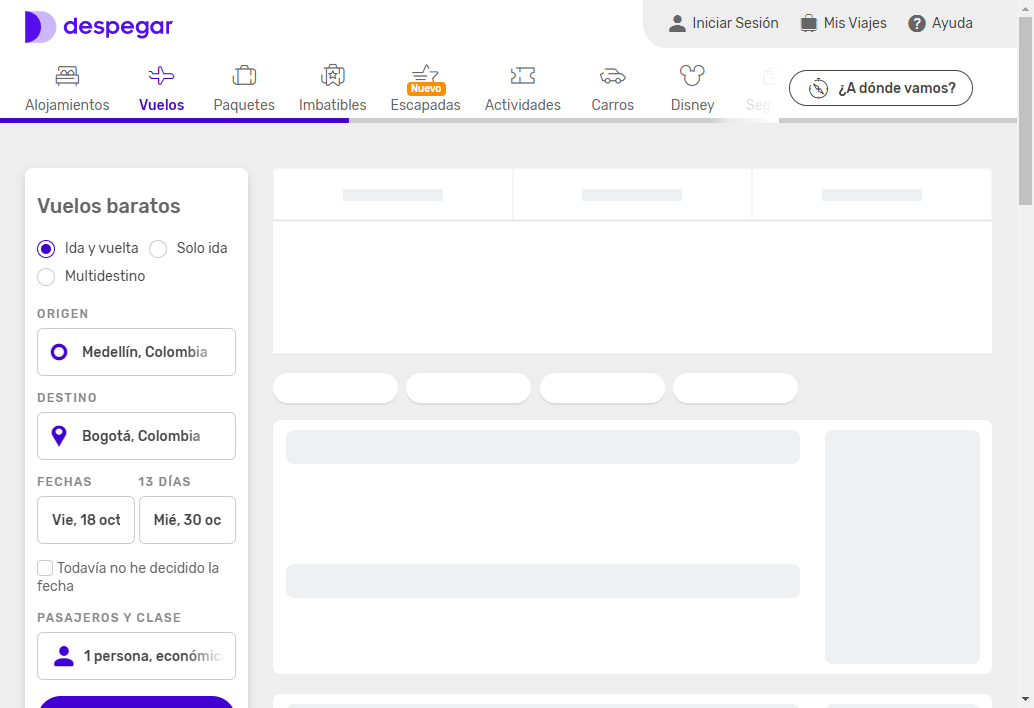 despegar
Iniciar Sesión
Mis Viajes
Ayuda
Alojamientos
Vuelos
Paquetes
Imbatibles
Nuevo
Escapadas
Actividades
Carros
Disney
¿A dónde vamos?
Vuelos baratos
Ida y vuelta
Solo ida
Multidestino
ORIGEN
Medellín, Colombia
DESTINO
Bogotá, Colombia
FECHAS
13 DÍAS
Vie, 18 oct
Mié, 30 oc
Todavía no he decidido la
fecha
PASAJEROS Y CLASE
1 persona, económic